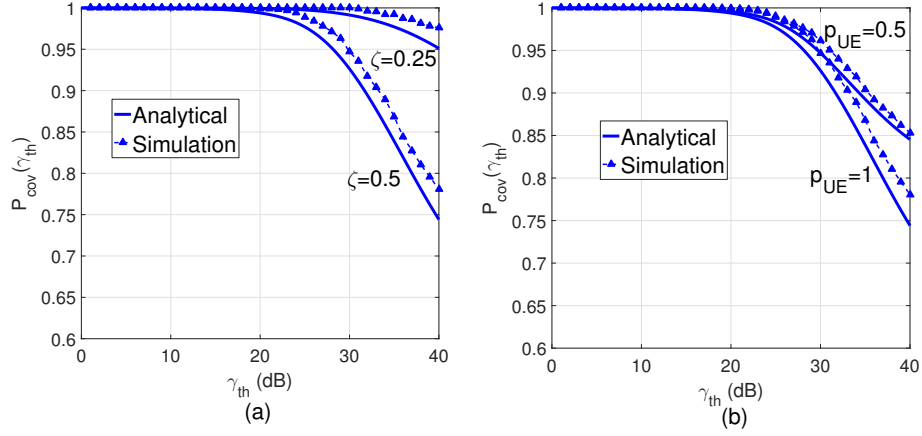 1
0.95
0.9
0.85
0.8
0.75
0.7
0.65
0.6
P_cov(γ_th)
Analytical
Simulation
ζ=0.25
ζ=0.5
0 10 20 30 40
γ_th (dB)
(a)
1
0.95
0.9
0.85
0.8
0.75
0.7
0.65
0.6
P_cov(γ_th)
p_UE=0.5
Analytical
Simulation
p_UE=1
0 10 20 30 40
γ_th (dB)
(b)